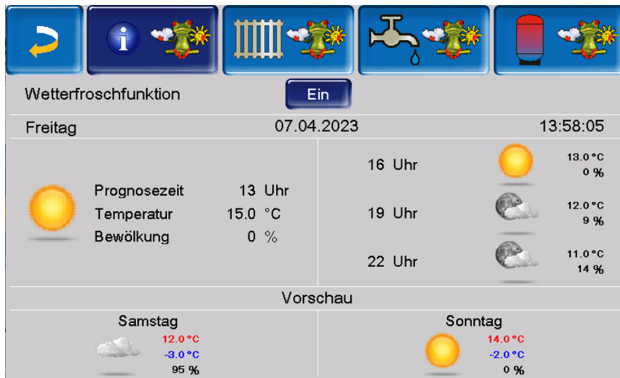 i
Wetterfroschfunktion Ein
Freitag 07.04.2023 13:58:05
Prognosezeit 13 Uhr
Temperatur 15.0 °C
Bewölkung 0 %
16 Uhr 13.0°C
0 %
19 Uhr 12.0°C
9 %
22 Uhr 11.0°C
14 %
Vorschau
Samstag
12.0°C
-3.0°C
95 %
Sonntag
14.0°C
-2.0°C
0 %